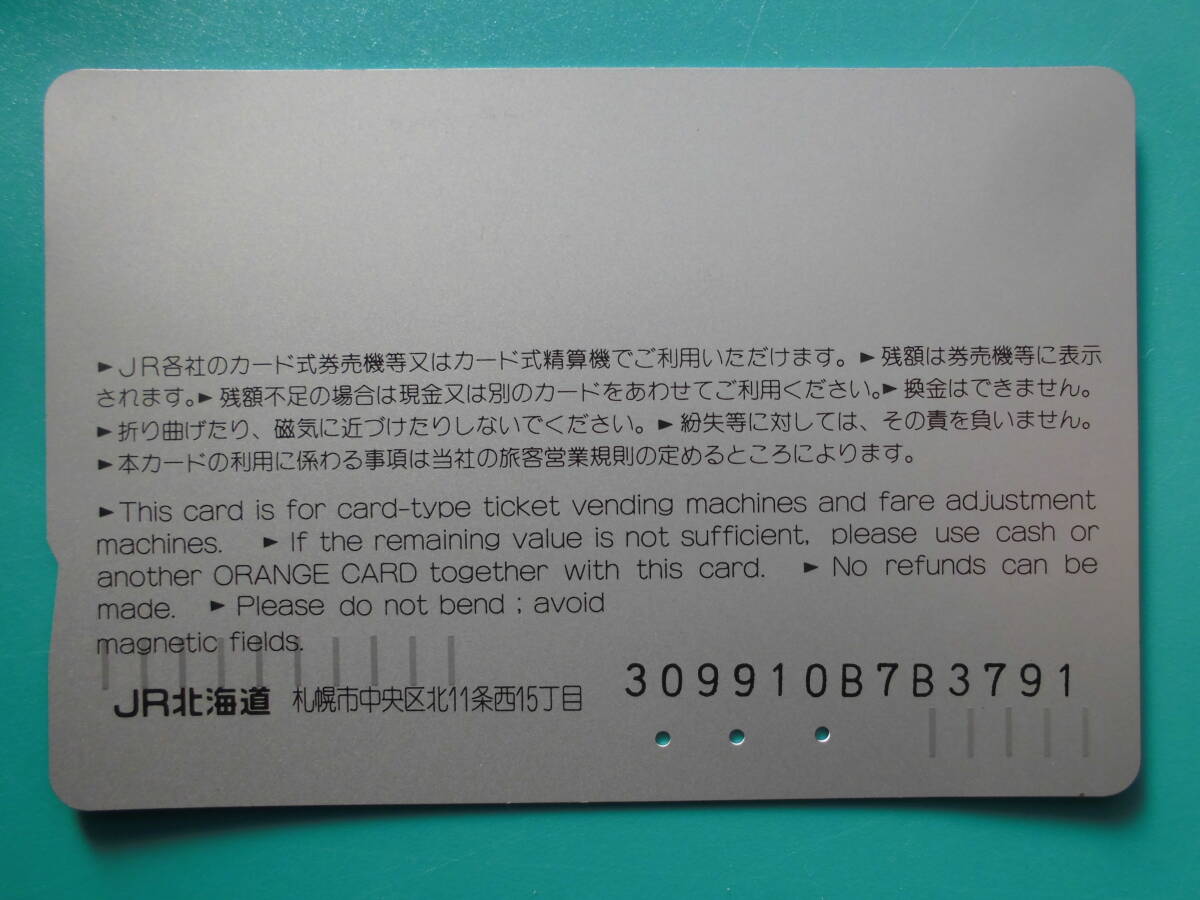 ►JR各社のカード式券売機等又はカード式精算機でご利用いただけます。►残額は券売機等に表示
されます。►残額不足の場合は現金又は別のカードをあわせてご利用ください。►換金はできません。
►折り曲げたり、磁気に近づけたりしないでください。►紛失等に対しては、その責を負いません。
►本カードの利用に係わる事項は当社の旅客営業規則の定めるところによります。
►This card is for card-type ticket vending machines and fare adjustment
machines. ►If the remaining value is not sufficient, please use cash or
another ORANGE CARD together with this card. ►No refunds can be
made. ►Please do not bend ; avoid
magnetic fields.
309910B7B3791
JR北海道 札幌市中央区北11条西15丁目